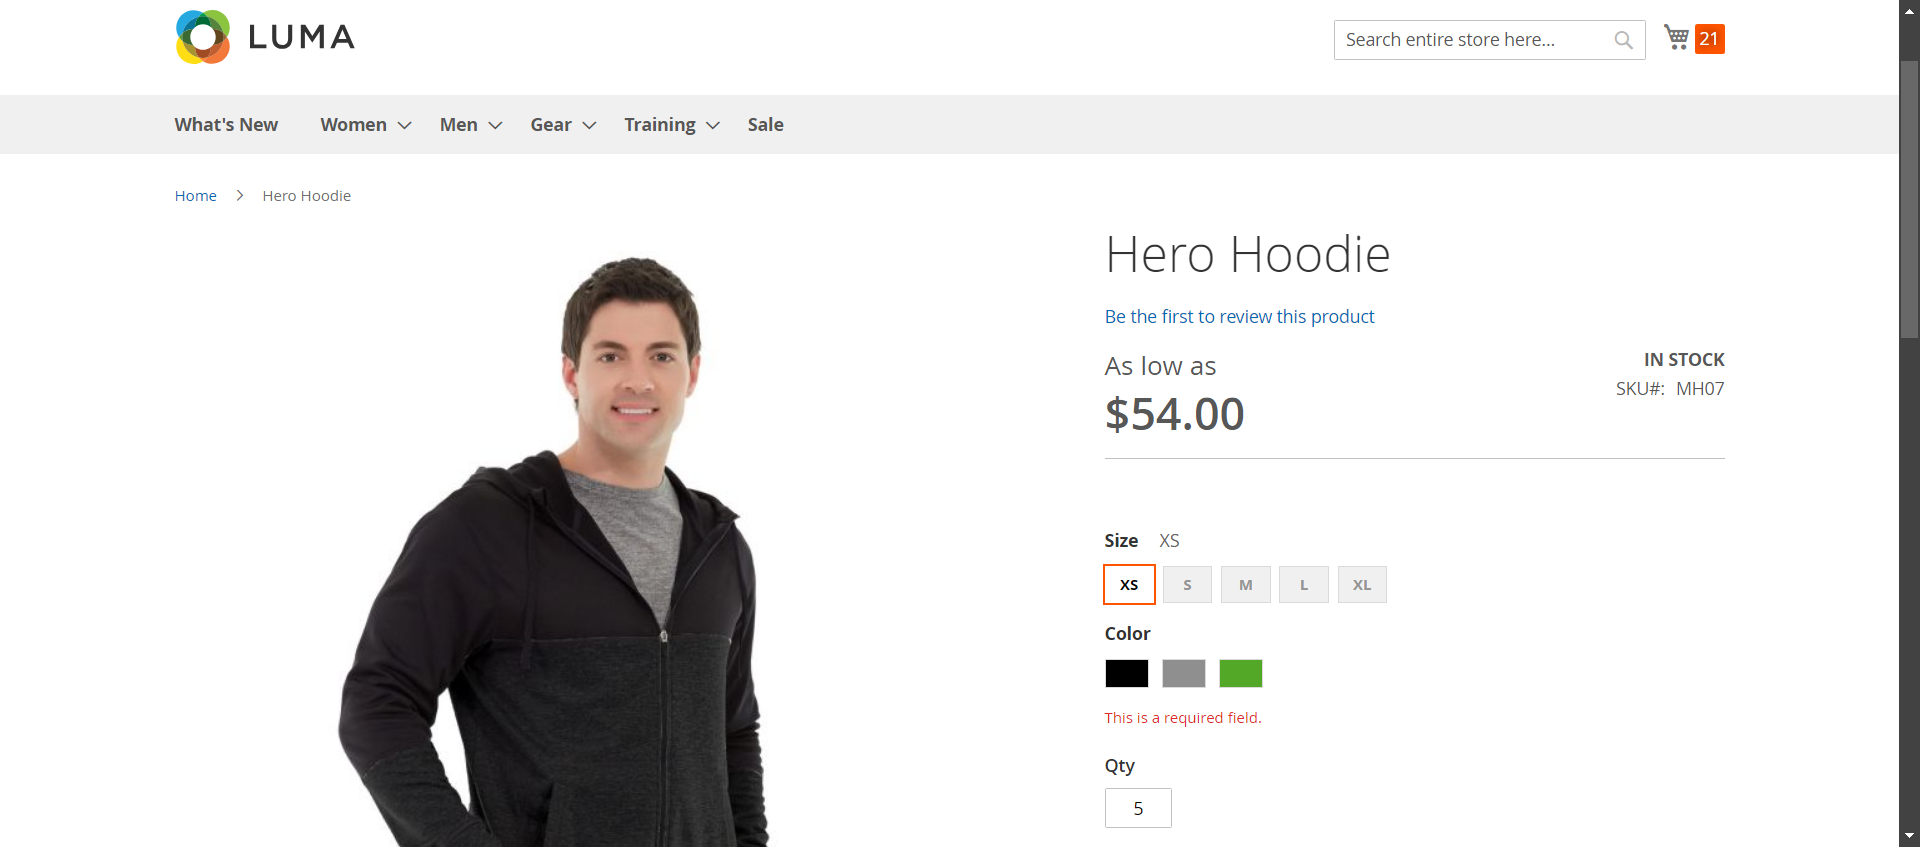 LUMA
Search entire store here...
21
What's New
Women
Men
Gear
Training
Sale
Home
Hero Hoodie
Hero Hoodie
Be the first to review this product
As low as
$54.00
IN STOCK
SKU#: MH07
Size XS
XS S M L XL
Color
This is a required field.
Qty
5